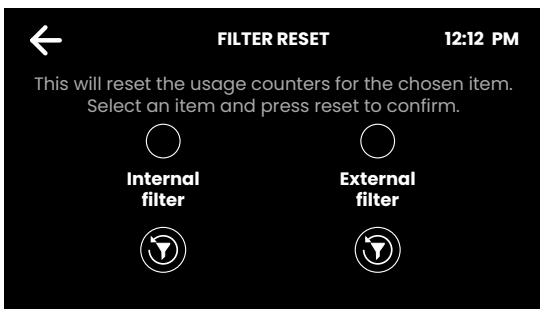 FILTER RESET 12:12 PM
This will reset the usage counters for the chosen item.
Select an item and press reset to confirm.
Internal External
filter filter